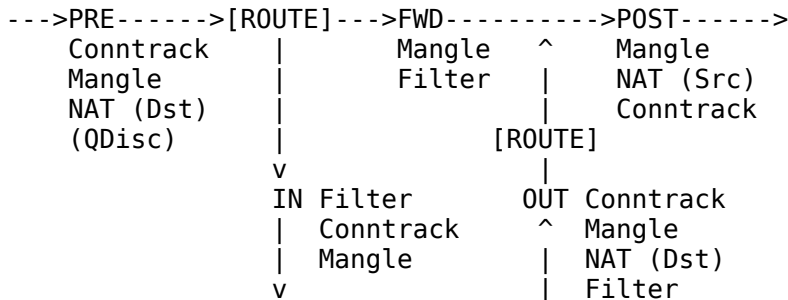 --->PRE------>[ROUTE]--->FWD---------->POST------>
    Conntrack    |       Mangle   ^    Mangle
    Mangle       |       Filter   |    NAT (Src)
    NAT (Dst)    |                |    Conntrack
    (QDisc)      |             [ROUTE]
                 v                |
                 IN Filter       OUT Conntrack
                 |  Conntrack     ^  Mangle
                 |  Mangle        |  NAT (Dst)
                 v                |  Filter